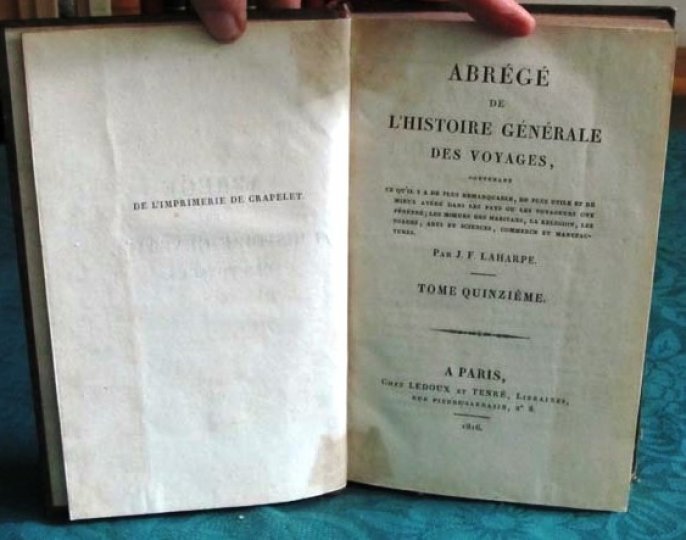 DE L'IMPRIMERIE DE CRAPELET.
ABRÉGÉ
DE
L'HISTOIRE GÉNÉRALE
DES VOYAGES,
CONTENANT
CE QU'IL Y A DE PLUS REMARQUABLE, DE PLUS UTILE ET DE
MIEUX AVÉRÉ DANS LES PAYS OU LES VOYAGEURS ONT
PÉNÉTRÉ; LES MOEURS DES HABITANS, LA RELIGION, LES
USAGES, ARTS ET SCIENCES, COMMERCE ET MANUFAC-
TURES.
PAR J. F. LAHARPE.
TOME QUINZIÈME.
A PARIS,
CHEZ LEDOUX ET TENRÉ, LIBRAIRES,
RUE PIERRE-SARRASIN, N° 8.
1816.